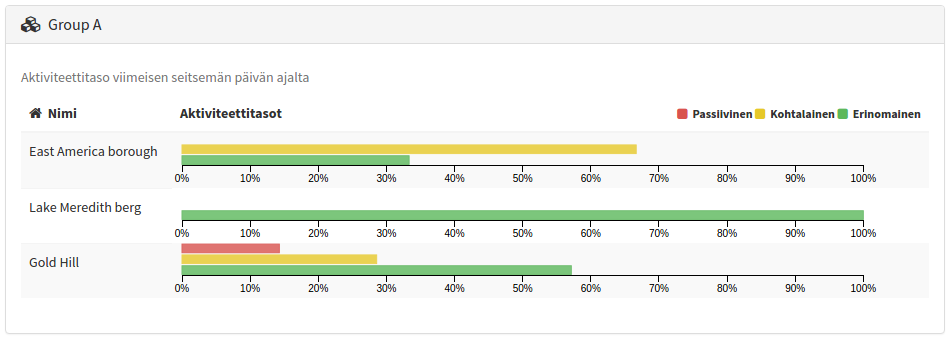 Group A
Aktiviteettitaso viimeisen seitsemän päivän ajalta
Nimi Aktiviteettitasot Passiivinen Kohtalainen Erinomainen
East America borough
0% 10% 20% 30% 40% 50% 60% 70% 80% 90% 100%
Lake Meredith berg
0% 10% 20% 30% 40% 50% 60% 70% 80% 90% 100%
Gold Hill
0% 10% 20% 30% 40% 50% 60% 70% 80% 90% 100%